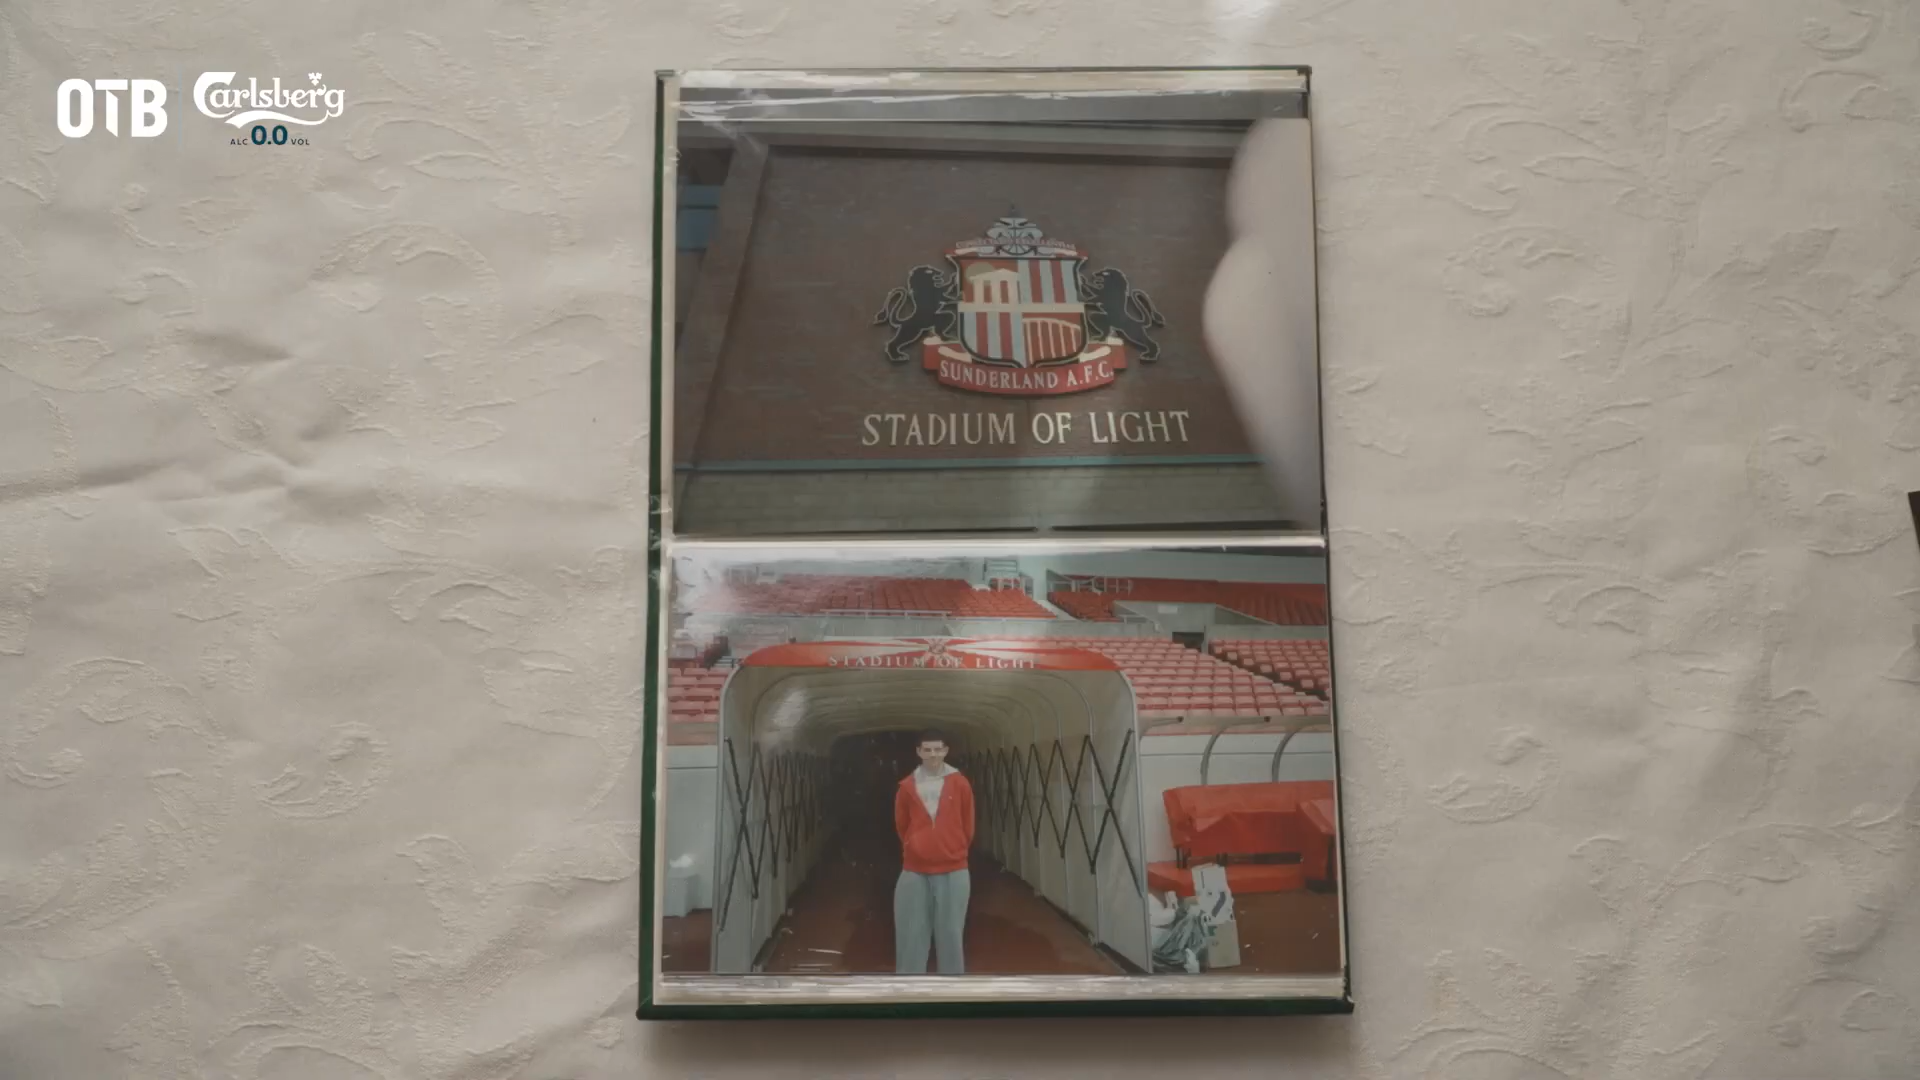 OTB
Carlsberg
ALC 0.0 VOL
SUNDERLAND A.F.C.
STADIUM OF LIGHT
STADIUM OF LIGHT